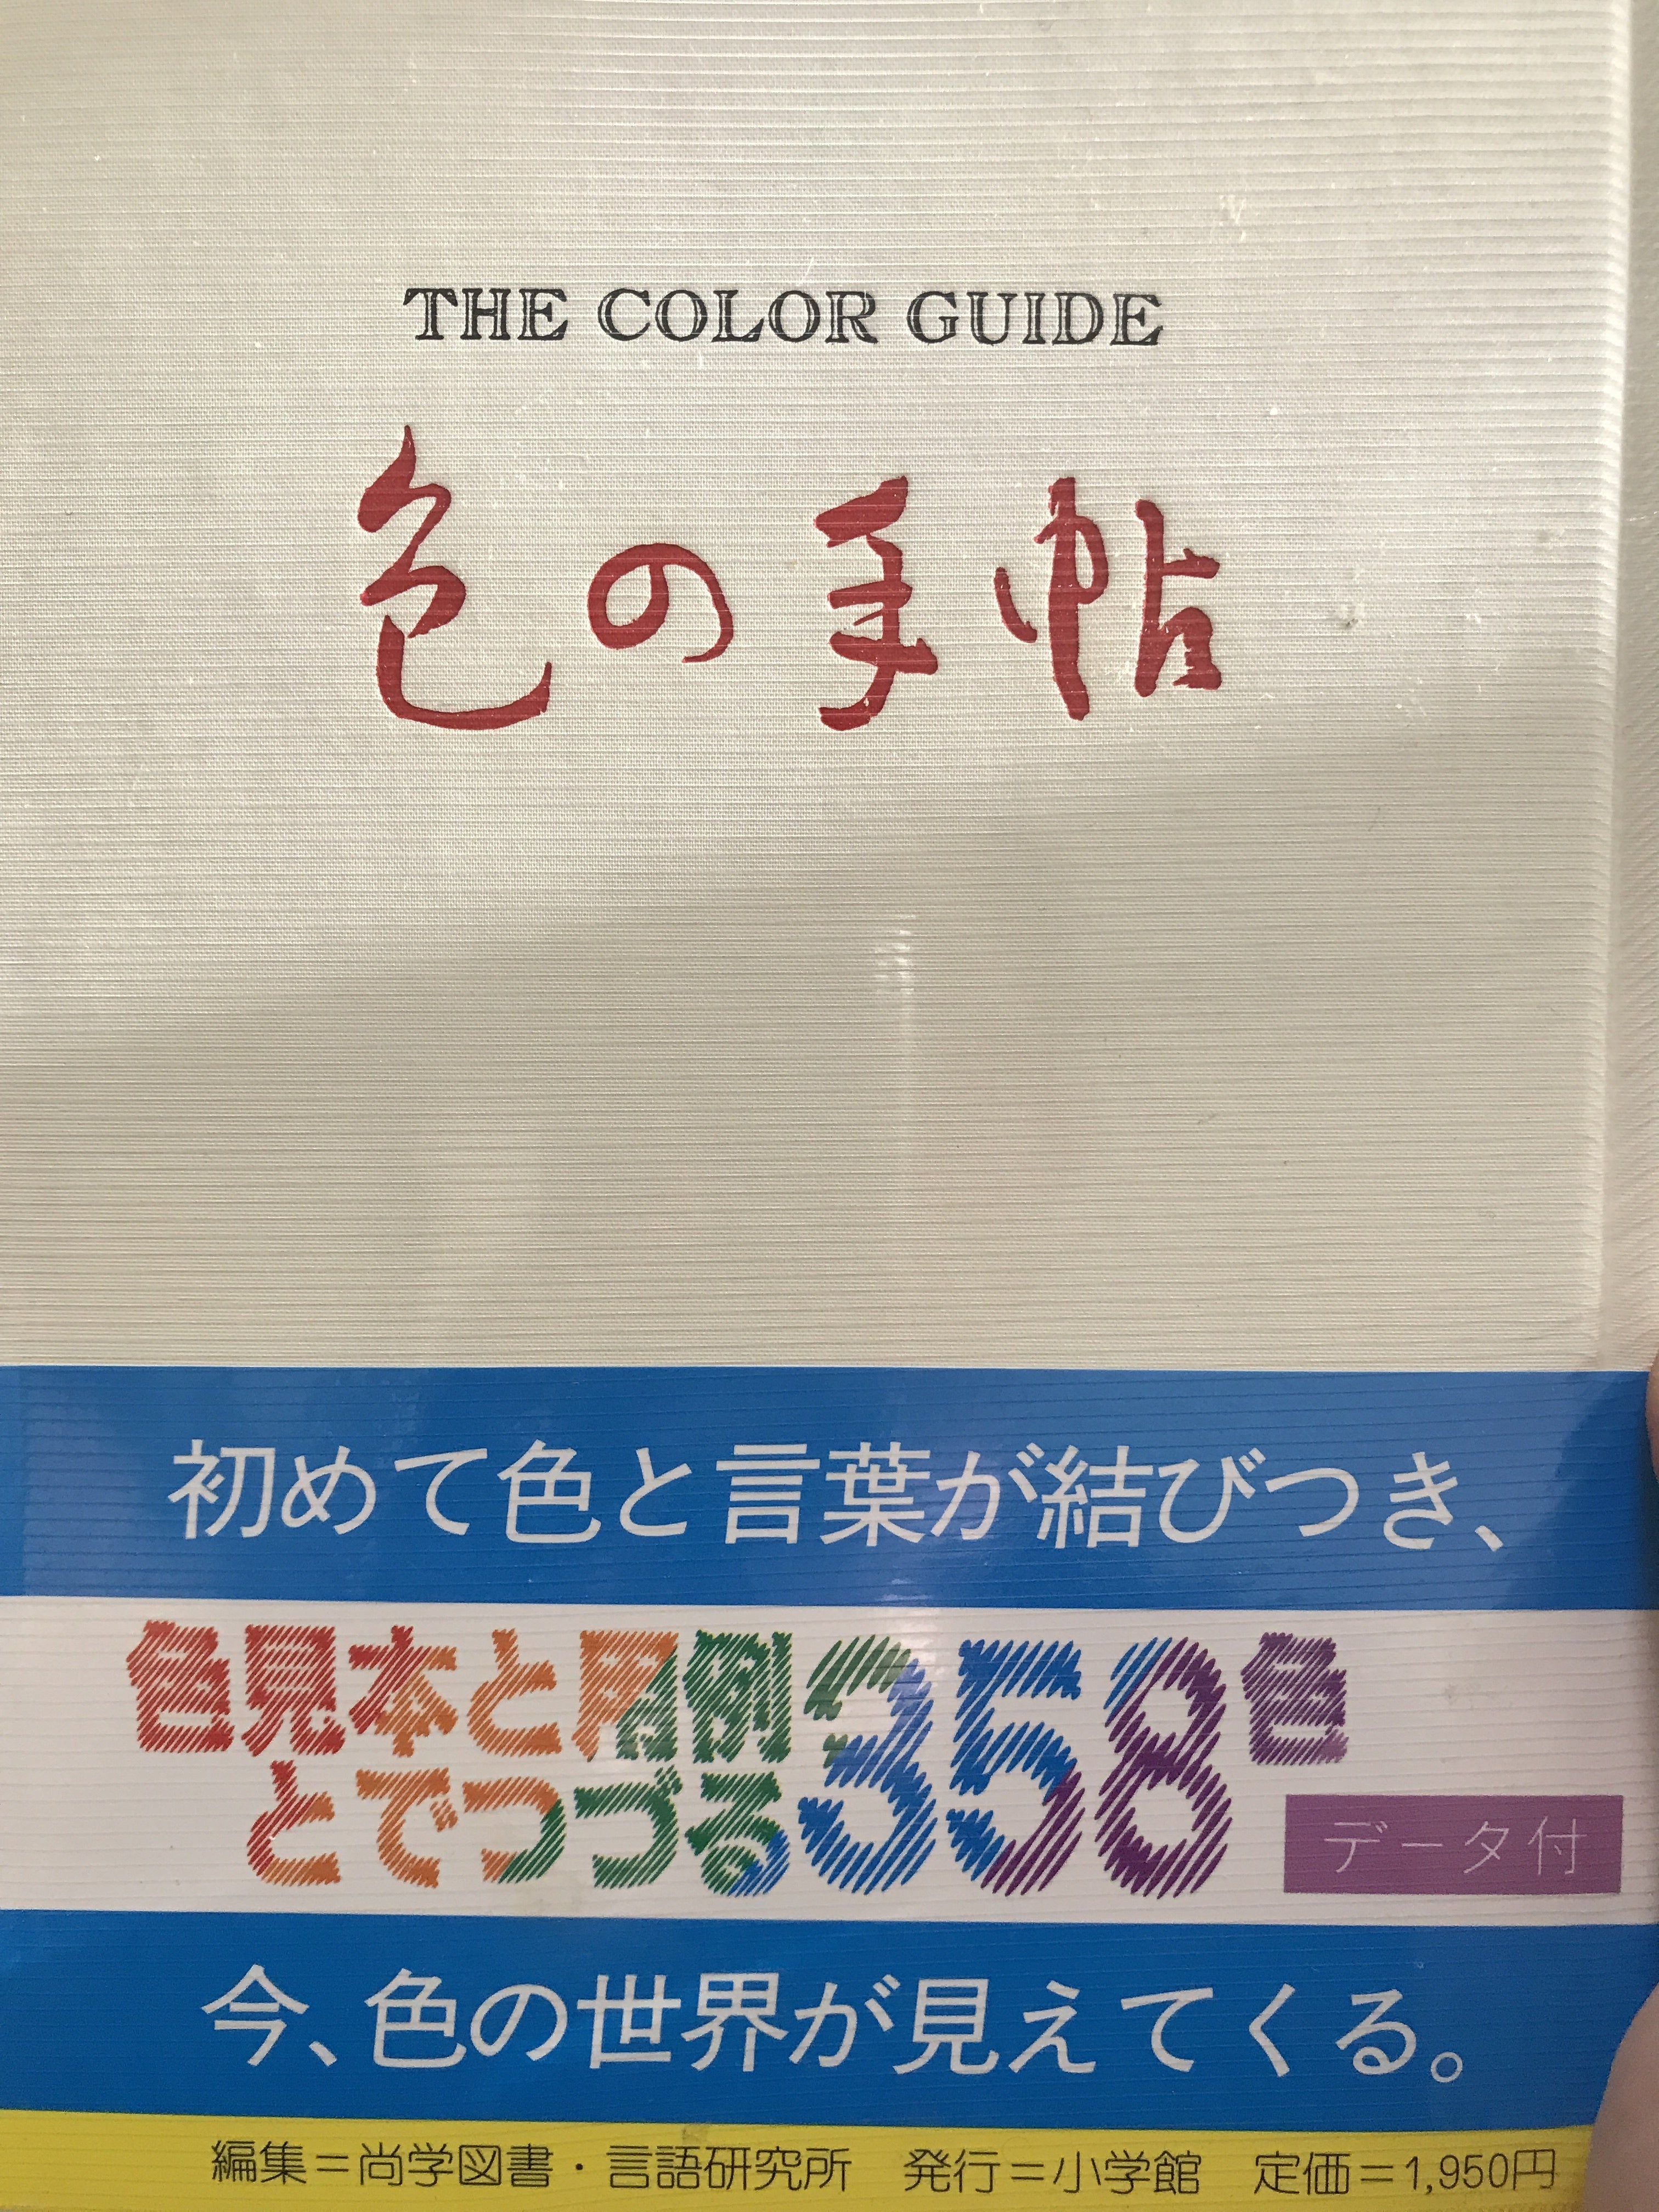 THE COLOR GUIDE
色の手帖
初めて色と言葉が結びつき、
色見本と用例358色
とでつづる
データ付
今、色の世界が見えてくる。
編集＝尚学図書・言語研究所　発行＝小学館　定価＝1,950円